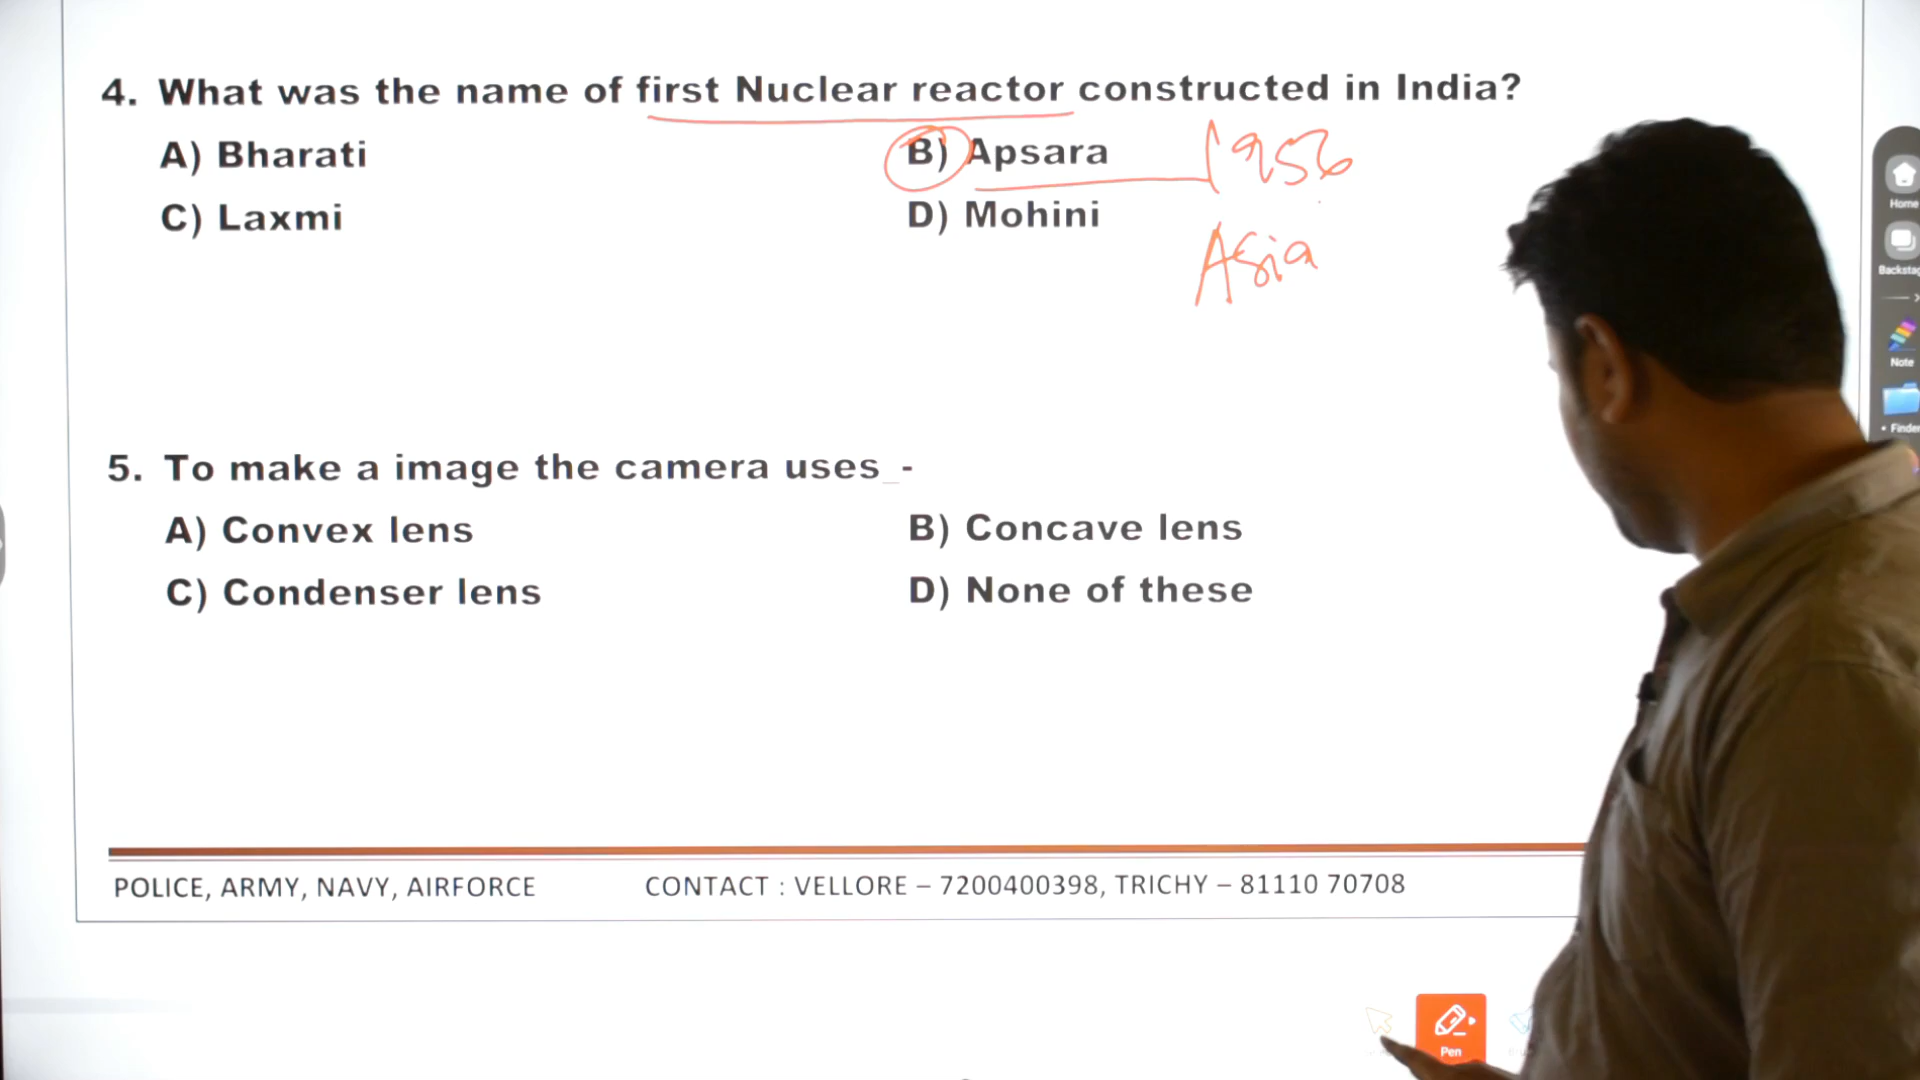 4. What was the name of first Nuclear reactor constructed in India?
A) Bharati
B) Apsara
1956
C) Laxmi
D) Mohini
Asia
5. To make a image the camera uses_-
A) Convex lens
B) Concave lens
C) Condenser lens
D) None of these
POLICE, ARMY, NAVY, AIRFORCE
CONTACT : VELLORE – 7200400398, TRICHY – 81110 70708
Home
Note
Pen